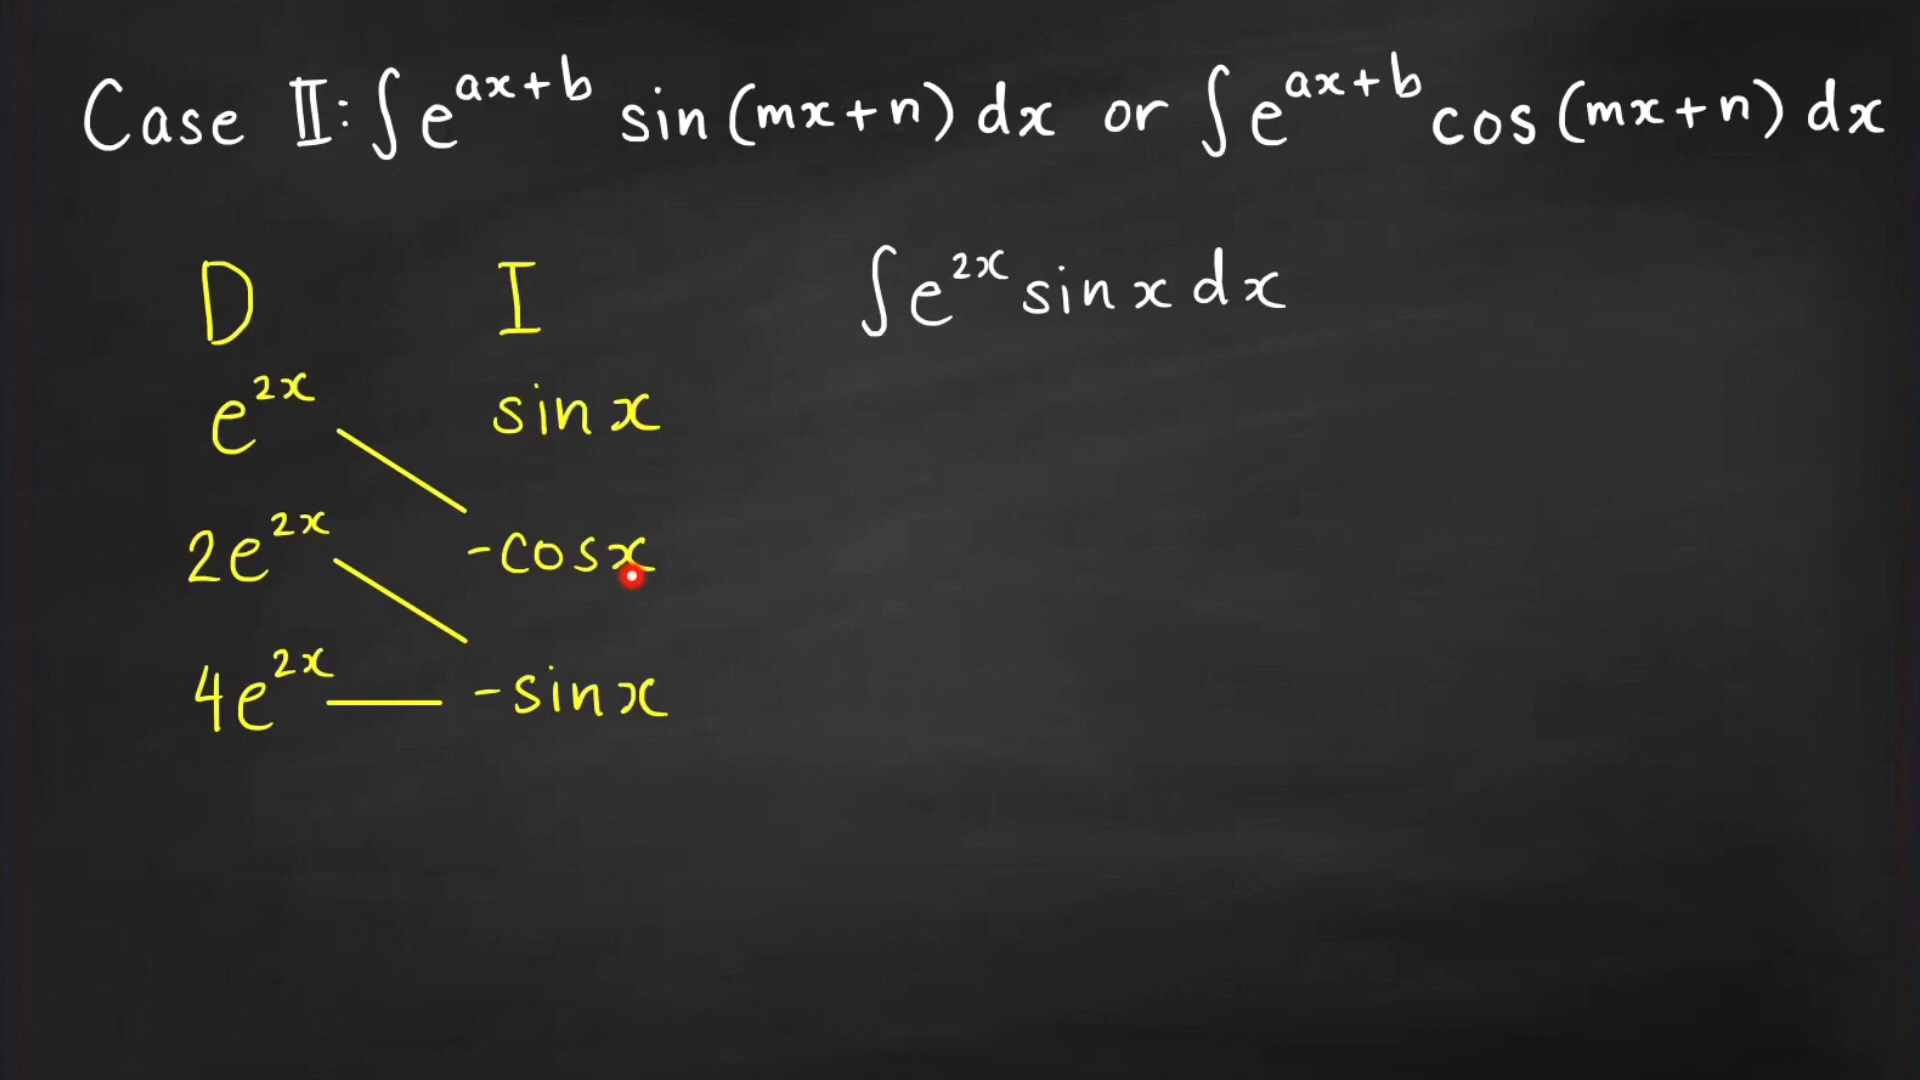 Case II: ∫e^{ax+b} sin(mx+n) dx or ∫e^{ax+b} cos(mx+n) dx
D I ∫e^{2x} sin x dx
e^{2x} sin x
2e^{2x} -cos x
4e^{2x} -sin x